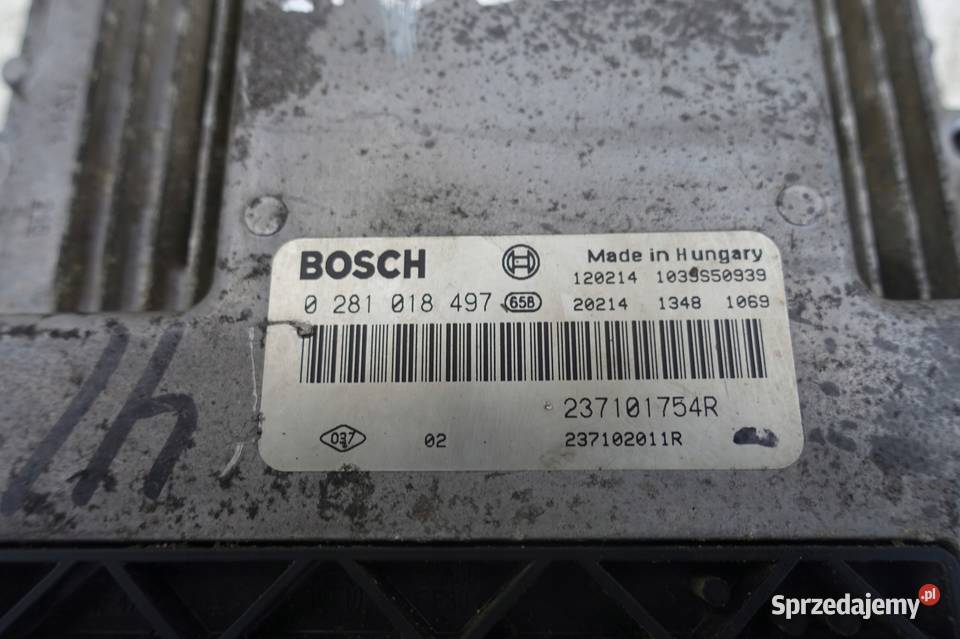 BOSCH Made in Hungary
120214 1039S50939
0 281 018 497 65B 20214 1348 1069
237101754R
037 02 237102011R
Sprzedajemy.pl